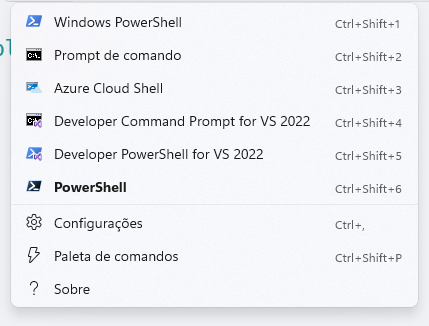 Windows PowerShell Ctrl+Shift+1
Prompt de comando Ctrl+Shift+2
Azure Cloud Shell Ctrl+Shift+3
Developer Command Prompt for VS 2022 Ctrl+Shift+4
Developer PowerShell for VS 2022 Ctrl+Shift+5
PowerShell Ctrl+Shift+6
Configurações Ctrl+,
Paleta de comandos Ctrl+Shift+P
Sobre